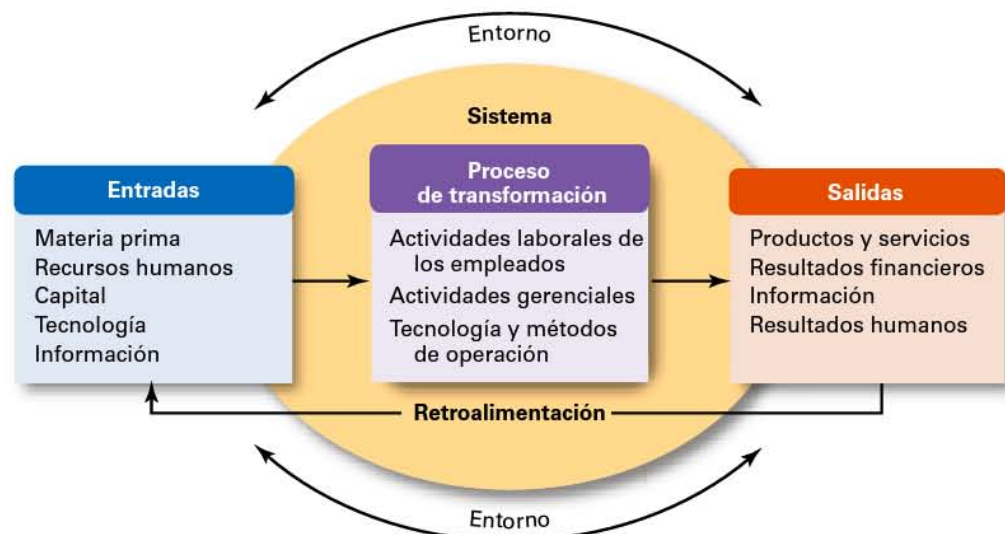 Entorno
Sistema
Entradas
Materia prima
Recursos humanos
Capital
Tecnología
Información
Proceso
de transformación
Actividades laborales de
los empleados
Actividades gerenciales
Tecnología y métodos
de operación
Salidas
Productos y servicios
Resultados financieros
Información
Resultados humanos
Retroalimentación
Entorno